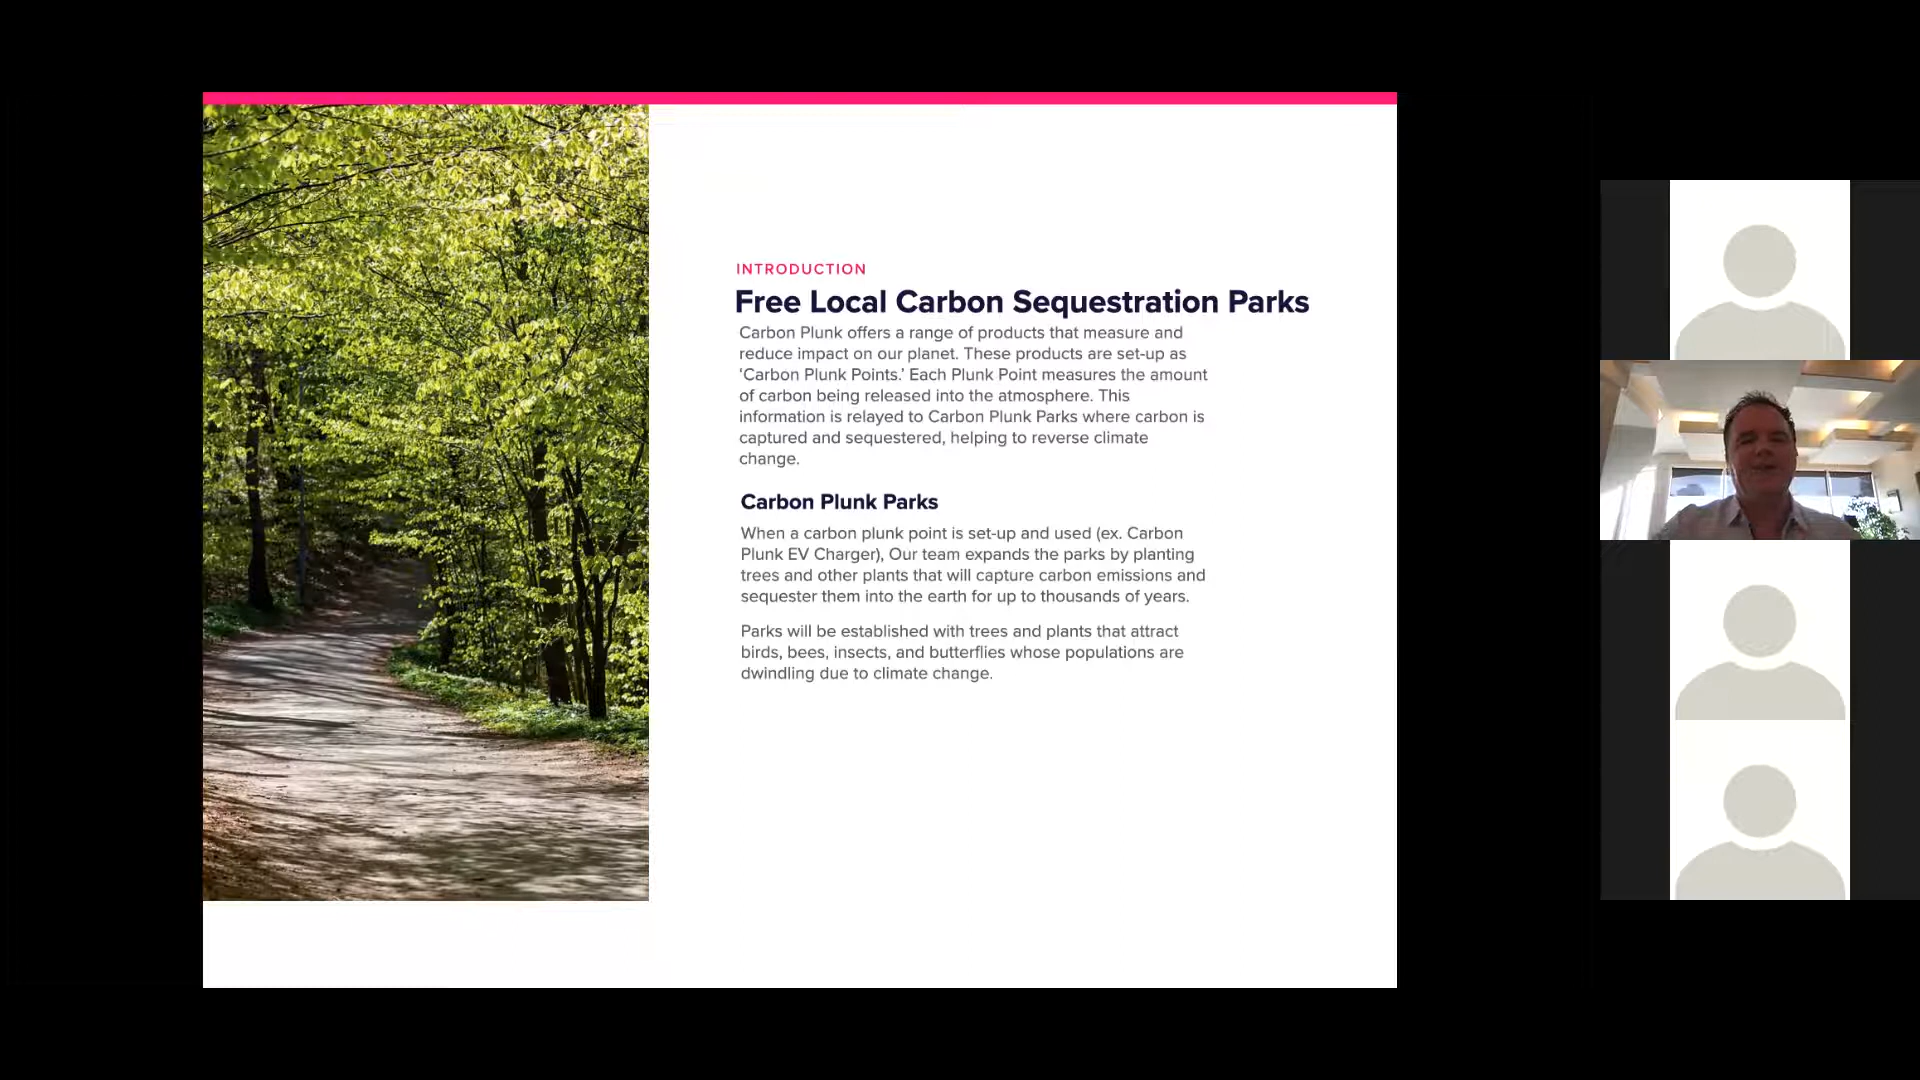 INTRODUCTION
Free Local Carbon Sequestration Parks
Carbon Plunk offers a range of products that measure and
reduce impact on our planet. These products are set-up as
‘Carbon Plunk Points.’ Each Plunk Point measures the amount
of carbon being released into the atmosphere. This
information is relayed to Carbon Plunk Parks where carbon is
captured and sequestered, helping to reverse climate
change.
Carbon Plunk Parks
When a carbon plunk point is set-up and used (ex. Carbon
Plunk EV Charger), Our team expands the parks by planting
trees and other plants that will capture carbon emissions and
sequester them into the earth for up to thousands of years.
Parks will be established with trees and plants that attract
birds, bees, insects, and butterflies whose populations are
dwindling due to climate change.